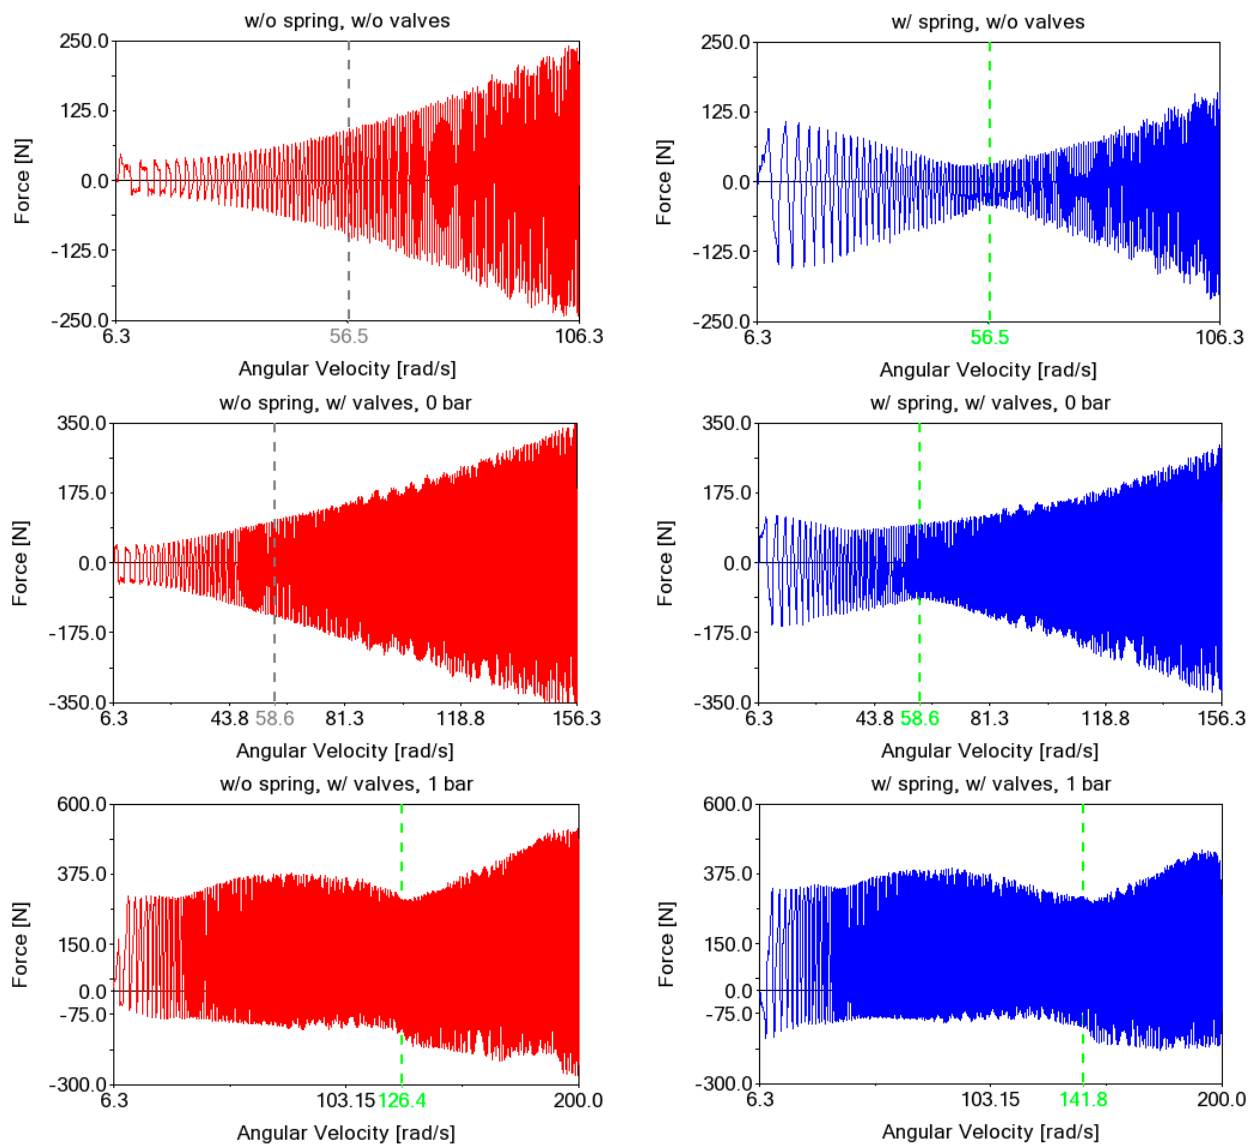 w/o spring, w/o valves
250.0
125.0
0.0
-125.0
-250.0
Force [N]
6.3
56.5
106.3
Angular Velocity [rad/s]
w/ spring, w/o valves
250.0
125.0
0.0
-125.0
-250.0
Force [N]
6.3
56.5
106.3
Angular Velocity [rad/s]
w/o spring, w/ valves, 0 bar
350.0
175.0
0.0
-175.0
-350.0
Force [N]
6.3 43.8 58.6 81.3 118.8 156.3
Angular Velocity [rad/s]
w/ spring, w/ valves, 0 bar
350.0
175.0
0.0
-175.0
-350.0
Force [N]
6.3 43.8 58.6 81.3 118.8 156.3
Angular Velocity [rad/s]
w/o spring, w/ valves, 1 bar
600.0
375.0
150.0
0.0
-75.0
-300.0
Force [N]
6.3 103.15 126.4 200.0
Angular Velocity [rad/s]
w/ spring, w/ valves, 1 bar
600.0
375.0
150.0
0.0
-75.0
-300.0
Force [N]
6.3 103.15 141.8 200.0
Angular Velocity [rad/s]